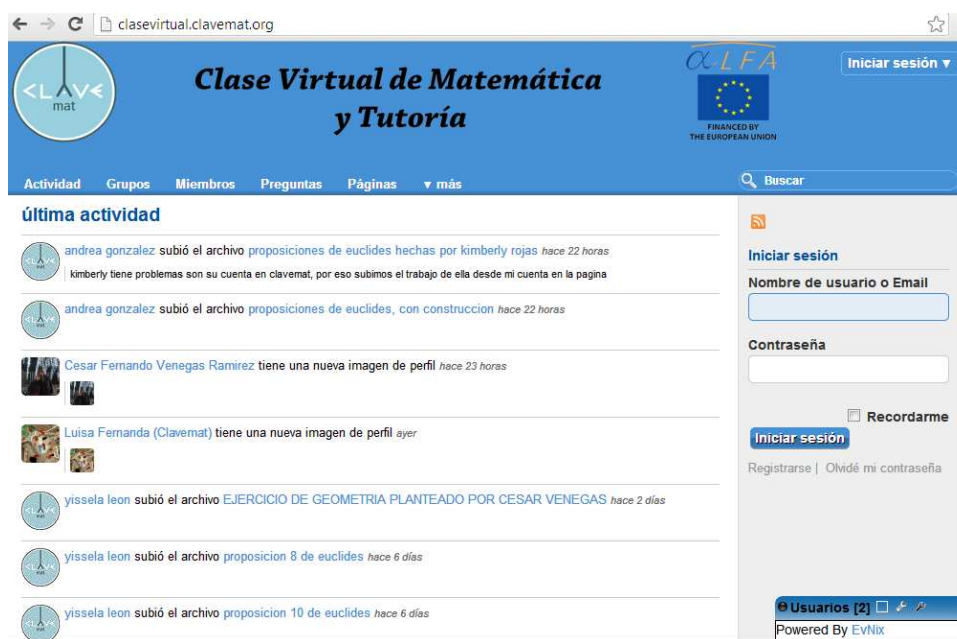 clasevirtual.clavemat.org
CLAVE
mat
Clase Virtual de Matemática
y Tutoría
αLFA
FINANCED BY
THE EUROPEAN UNION
Iniciar sesión ▾
Actividad Grupos Miembros Preguntas Páginas ▾ más
Buscar
última actividad
andrea gonzalez subió el archivo proposiciones de euclides hechas por kimberly rojas hace 22 horas
kimberly tiene problemas son su cuenta en clavemat, por eso subimos el trabajo de ella desde mi cuenta en la pagina
andrea gonzalez subió el archivo proposiciones de euclides, con construccion hace 22 horas
Cesar Fernando Venegas Ramirez tiene una nueva imagen de perfil hace 23 horas
Luisa Fernanda (Clavemat) tiene una nueva imagen de perfil ayer
yissela leon subió el archivo EJERCICIO DE GEOMETRIA PLANTEADO POR CESAR VENEGAS hace 2 días
yissela leon subió el archivo proposicion 8 de euclides hace 6 días
yissela leon subió el archivo proposicion 10 de euclides hace 6 días
Iniciar sesión
Nombre de usuario o Email
Contraseña
Recordarme
Iniciar sesión
Registrarse | Olvidé mi contraseña
Usuarios [2]
Powered By EvNix